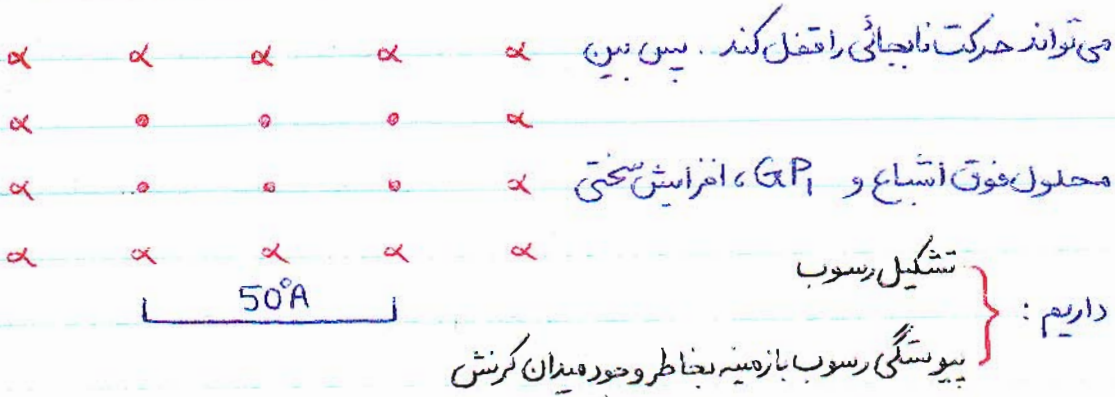 می‌تواند حرکت نابجائی را قفل کند . پس بین
α α α α α
α α
محلول فوق اشباع و GP₁ ، افزایش سختی
α α
α α α α α
50°A
داریم :
تشکیل رسوب
پیوستگی رسوب با زمینه بخاطر وجود میدان کرنش